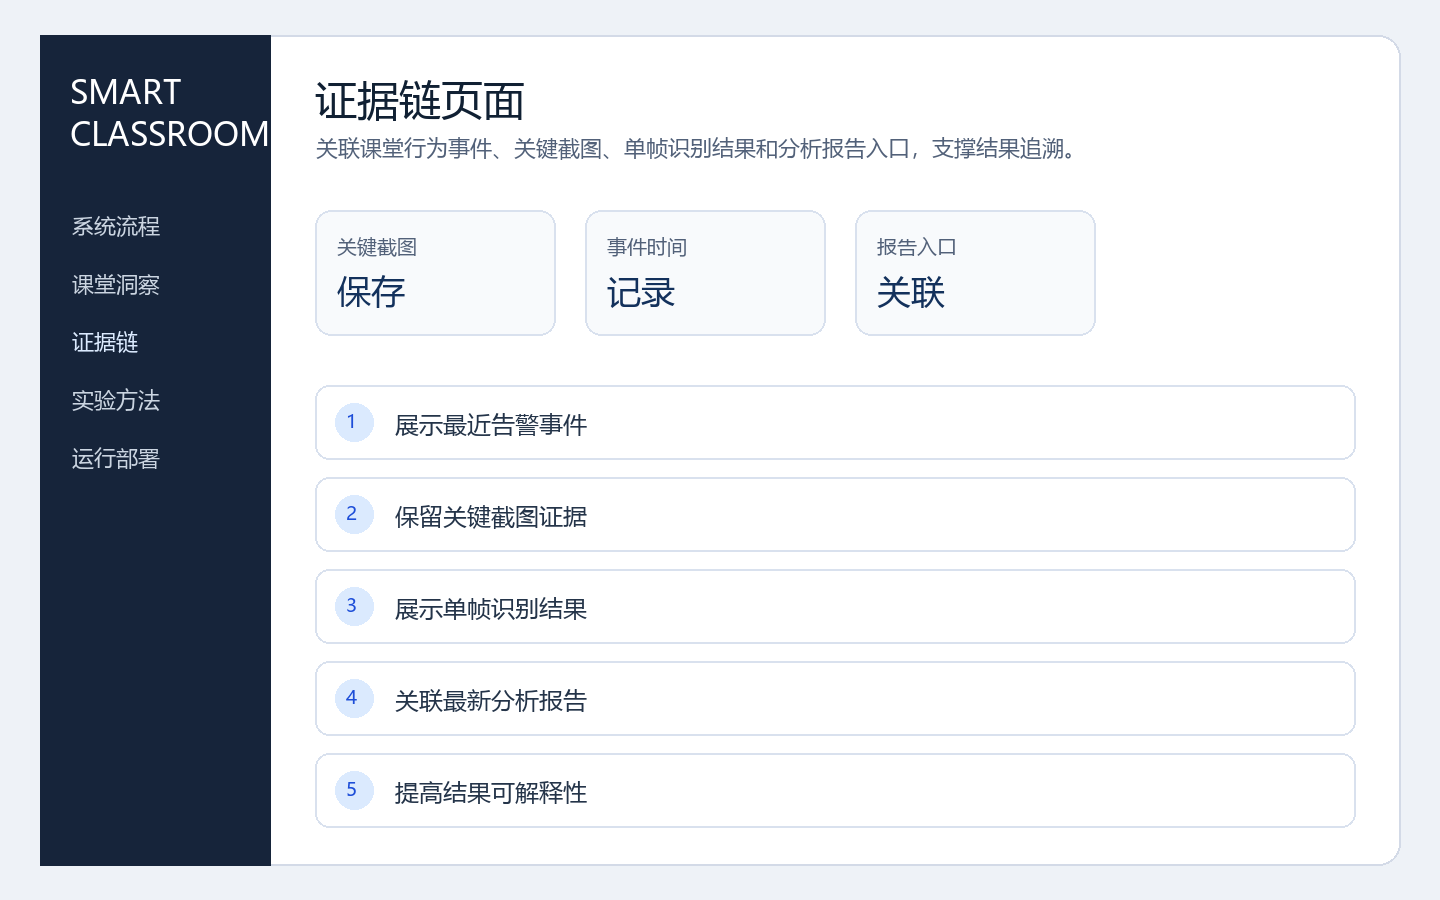 SMART
CLASSROOM
系统流程
课堂洞察
证据链
实验方法
运行部署
证据链页面
关联课堂行为事件、关键截图、单帧识别结果和分析报告入口，支撑结果追溯。
关键截图
保存
事件时间
记录
报告入口
关联
1 展示最近告警事件
2 保留关键截图证据
3 展示单帧识别结果
4 关联最新分析报告
5 提高结果可解释性